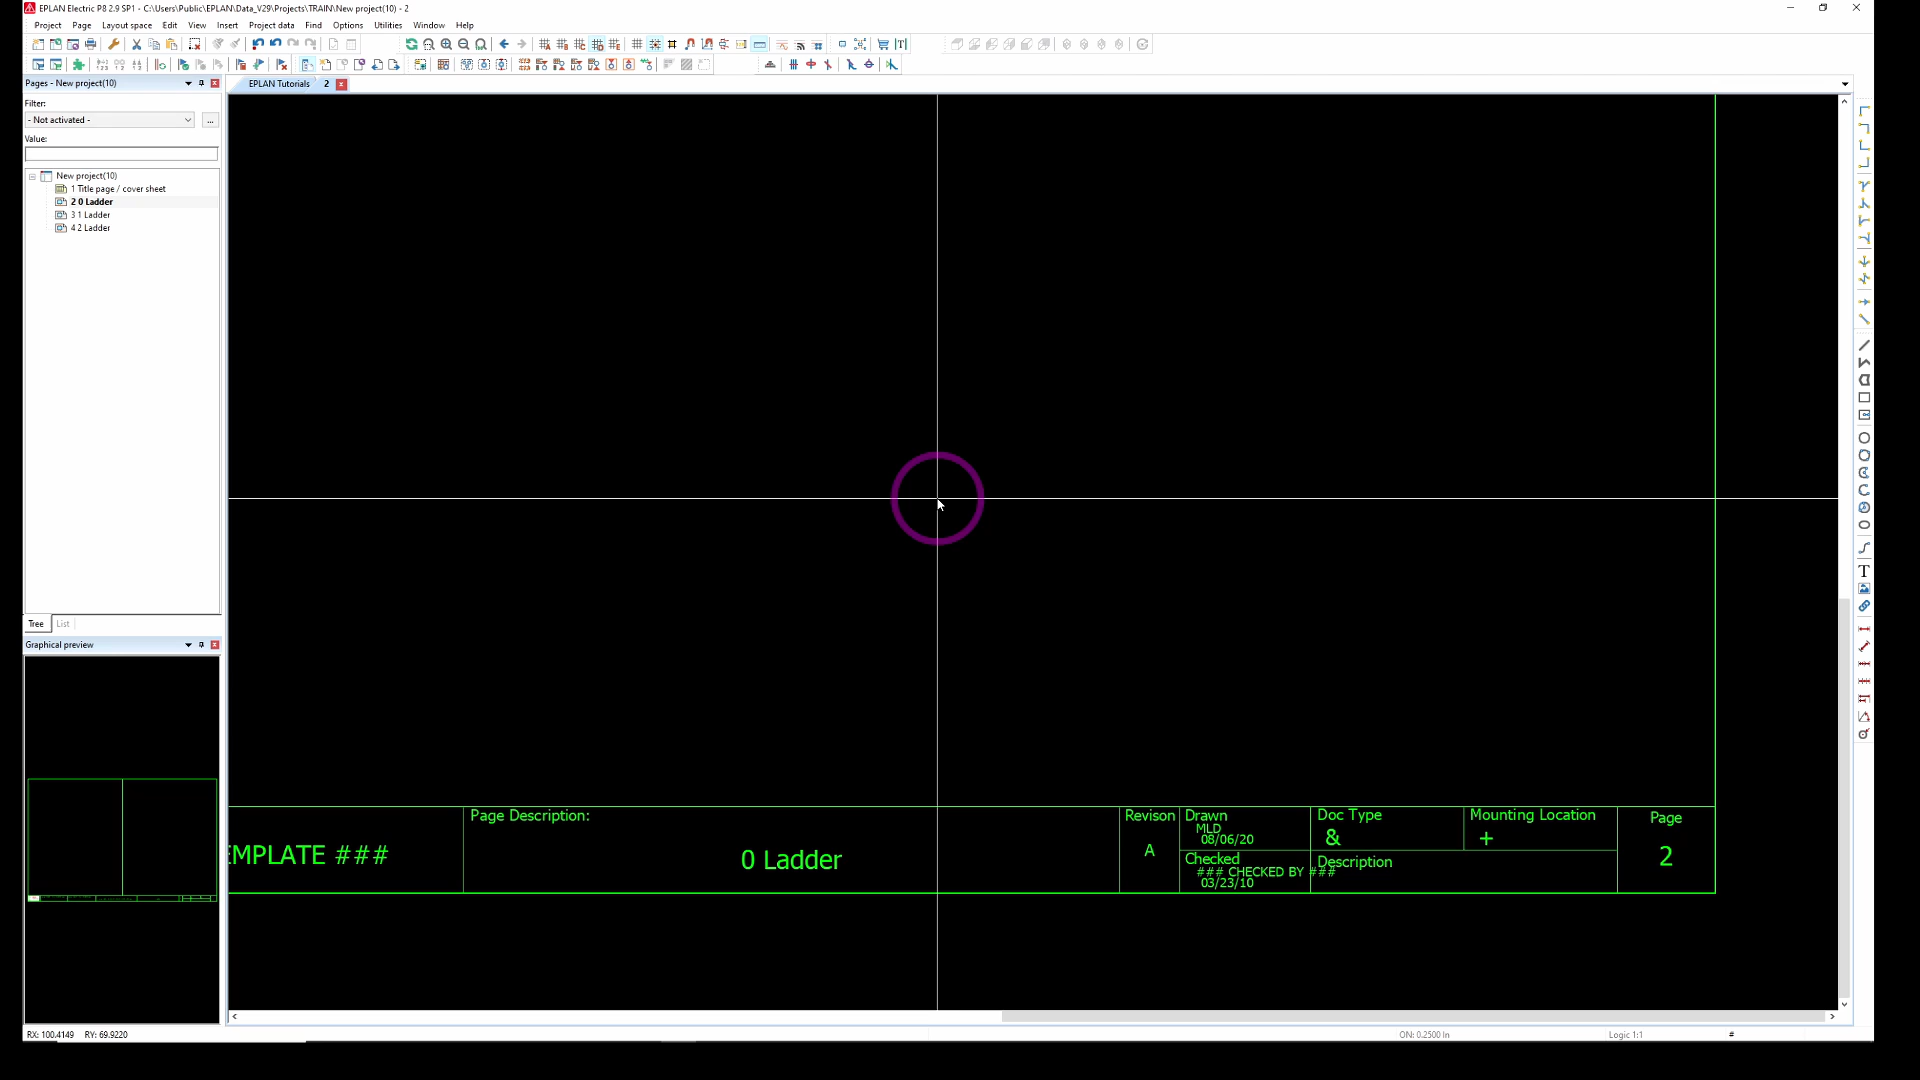 EPLAN Electric P8 2.9 SP1 - C:\Users\Public\EPLAN\Data_V29\Projects\TRAIN\New project(10) - 2
Project Page Layout space Edit View Insert Project data Find Options Utilities Window Help
Pages - New project(10)
EPLAN Tutorials 2
Filter:
- Not activated -
...
Value:
New project(10)
1 Title page / cover sheet
2 0 Ladder
3 1 Ladder
4 2 Ladder
Tree List
Graphical preview
Page Description:
EMPLATE ###
0 Ladder
Revison
A
Drawn
MLD
08/06/20
Checked
### CHECKED BY ###
03/23/10
Doc Type
&
Mounting Location
+
Description
Page
2
RX: 100.4149 RY: 69.9220
ON: 0.2500 In
Logic 1:1
#